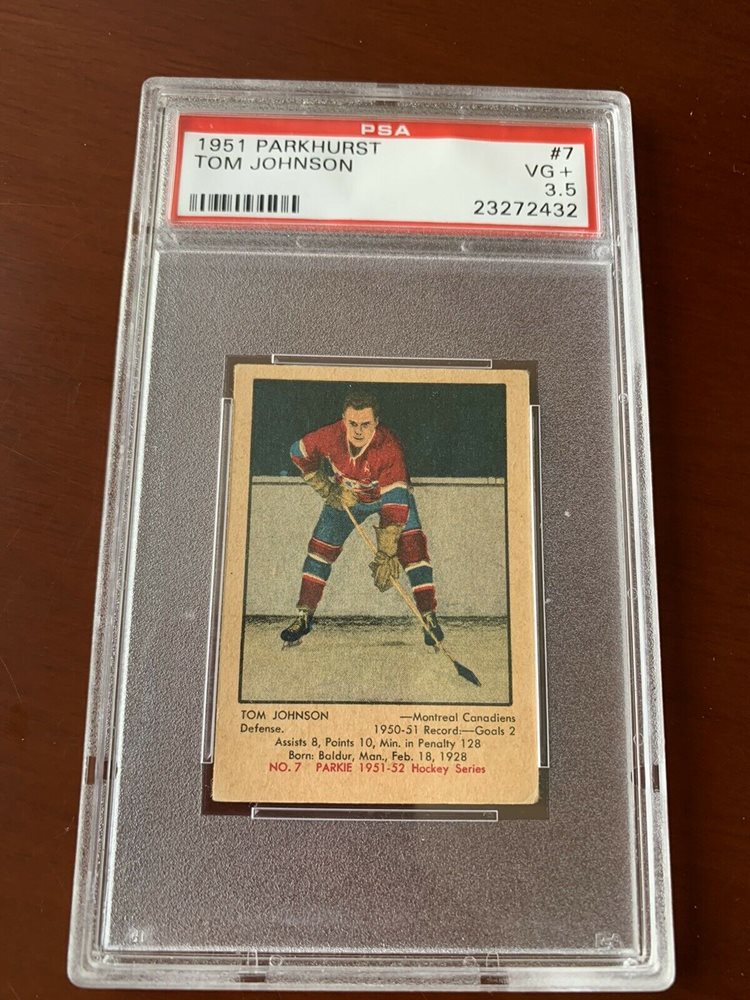 PSA
1951 PARKHURST #7
TOM JOHNSON VG +
3.5
23272432
TOM JOHNSON —Montreal Canadiens
Defense. 1950-51 Record:—Goals 2
Assists 8, Points 10, Min. in Penalty 128
Born: Baldur, Man., Feb. 18, 1928
NO. 7 PARKIE 1951-52 Hockey Series